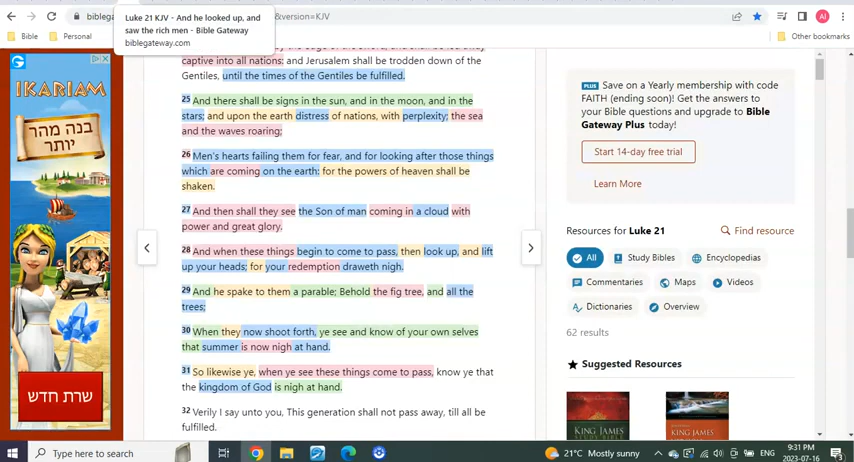 Luke 21 KJV - And he looked up, and
saw the rich men - Bible Gateway
biblegateway.com
&version=KJV
AI
Bible
Personal
Other bookmarks
captive into all nations: and Jerusalem shall be trodden down of the
Gentiles, until the times of the Gentiles be fulfilled.
25 And there shall be signs in the sun, and in the moon, and in the
stars; and upon the earth distress of nations, with perplexity; the sea
and the waves roaring;
26 Men's hearts failing them for fear, and for looking after those things
which are coming on the earth: for the powers of heaven shall be
shaken.
27 And then shall they see the Son of man coming in a cloud with
power and great glory.
28 And when these things begin to come to pass, then look up, and lift
up your heads; for your redemption draweth nigh.
29 And he spake to them a parable; Behold the fig tree, and all the
trees;
30 When they now shoot forth, ye see and know of your own selves
that summer is now nigh at hand.
31 So likewise ye, when ye see these things come to pass, know ye that
the kingdom of God is nigh at hand.
32 Verily I say unto you, This generation shall not pass away, till all be
fulfilled.
IKARIAM
בנה מהר
יותר
שרת חדש
PLUS Save on a Yearly membership with code
FAITH (ending soon)! Get the answers to
your Bible questions and upgrade to Bible
Gateway Plus today!
Start 14-day free trial
Learn More
Resources for Luke 21
Find resource
All
Study Bibles
Encyclopedias
Commentaries
Maps
Videos
Dictionaries
Overview
62 results
Suggested Resources
KING JAMES
KING JAMES
Type here to search
21°C Mostly sunny
ENG
9:31 PM
2023-07-16